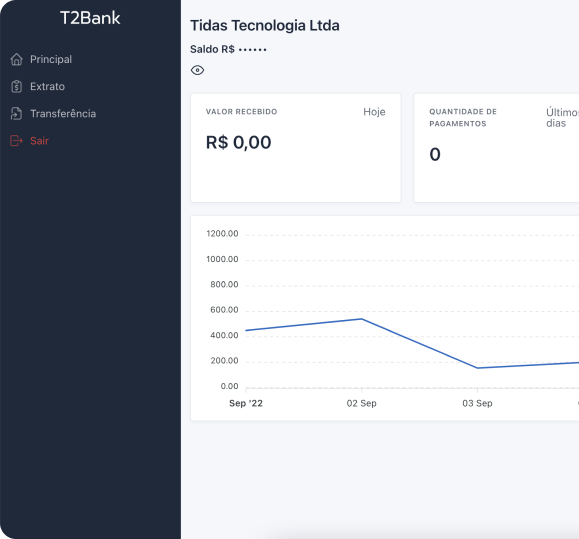 T2Bank
Principal
Extrato
Transferência
Sair
Tidas Tecnologia Ltda
Saldo R$ ••••••
VALOR RECEBIDO
Hoje
R$ 0,00
QUANTIDADE DE
PAGAMENTOS
Último
dias
0
1200.00
1000.00
800.00
600.00
400.00
200.00
0.00
Sep '22
02 Sep
03 Sep